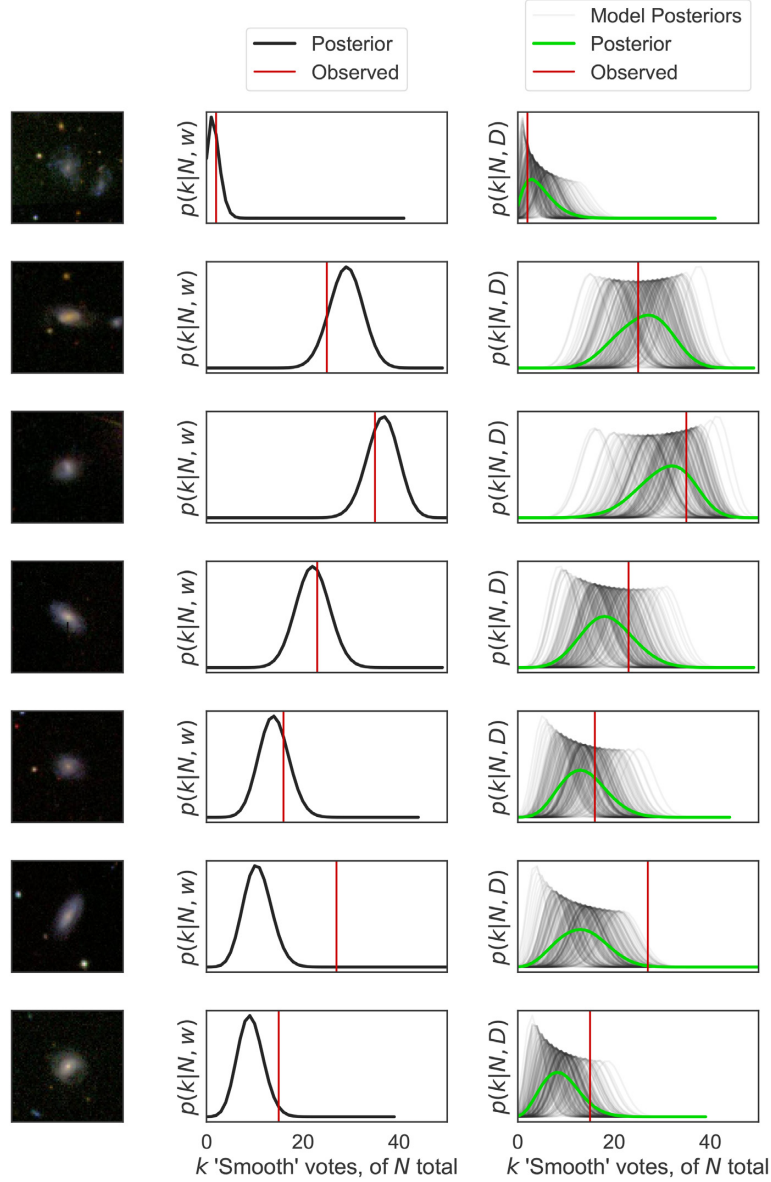 Posterior
Observed
Model Posteriors
Posterior
Observed
p(k|N, w)
p(k|N, D)
p(k|N, w)
p(k|N, D)
p(k|N, w)
p(k|N, D)
p(k|N, w)
p(k|N, D)
p(k|N, w)
p(k|N, D)
p(k|N, w)
p(k|N, D)
p(k|N, w)
p(k|N, D)
0 20 40
0 20 40
k 'Smooth' votes, of N total
k 'Smooth' votes, of N total